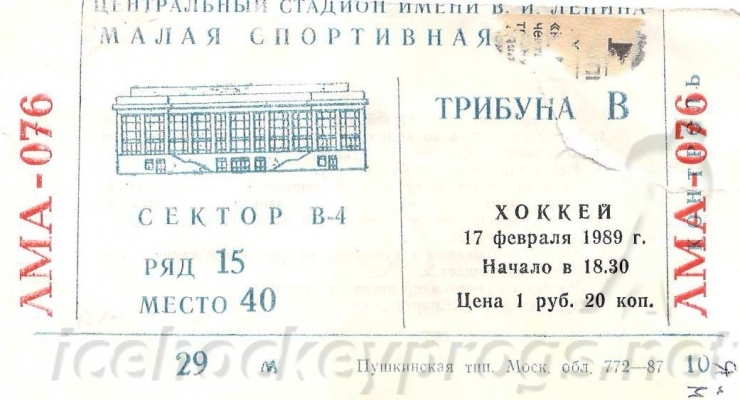 ЦЕНТРАЛЬНЫЙ СТАДИОН ИМЕНИ В. И. ЛЕНИНА
МАЛАЯ СПОРТИВНАЯ
ЛМА-076
ТРИБУНА В
СЕКТОР В-4
РЯД 15
МЕСТО 40
ХОККЕЙ
17 февраля 1989 г.
Начало в 18.30
Цена 1 руб. 20 коп.
КОНТРОЛЬ
ЛМА-076
29
Пушкинская тип. Моск. обл. 772—87
10
icehockeyprogs.net